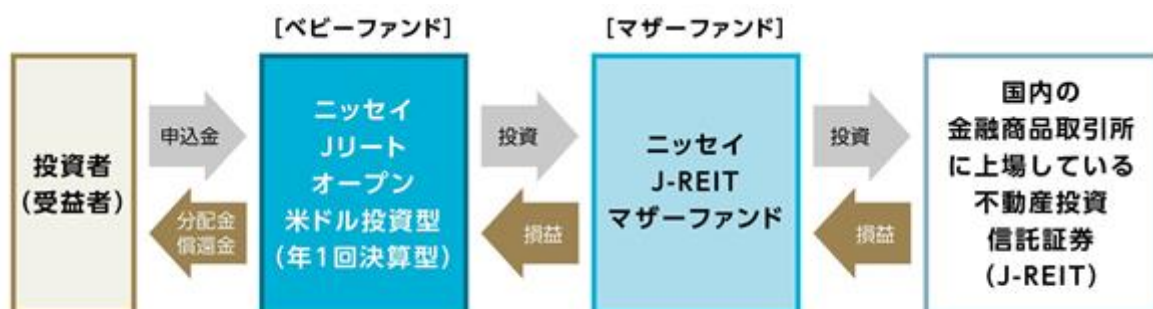 [ベビーファンド]
[マザーファンド]
投資者
(受益者)
申込金
分配金
償還金
ニッセイ
Jリート
オープン
米ドル投資型
(年1回決算型)
投資
損益
ニッセイ
J-REIT
マザーファンド
投資
損益
国内の
金融商品取引所
に上場している
不動産投資
信託証券
(J-REIT)